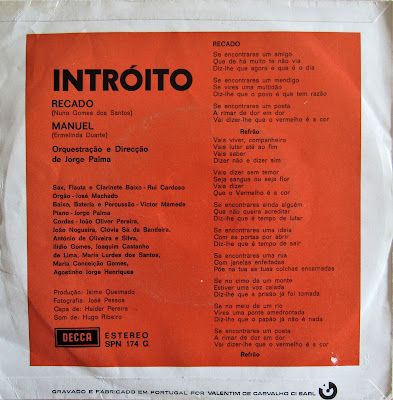 INTRÓITO
RECADO
(Nuno Gomes dos Santos)
MANUEL
(Ermelinda Duarte)
Orquestração e Direcção
de Jorge Palma
Sax, Flauta e Clarinete Baixo - Rui Cardoso
Orgão - José Machado
Baixo, Bateria e Percussão - Victor Mamede
Piano - Jorge Palma
Cordas - João Oliver Pereira,
João Nogueira, Clóvis Sá da Bandeira,
António de Oliveira e Silva,
Ilídio Gomes, Josquim Castanho
de Lima, Maria Lurdes dos Santos,
Maria Conceição Gomes,
Agostinho Jorge Henriques
Produção: Jaime Queimado
Fotografia: José Pessoa
Capa de: Heider Pereira
Som de: Hugo Ribeiro
DECCA
ESTEREO
SPN 174 G
RECADO
Se encontrares um amigo
Que de há muito te não via
Diz-lhe que agora é que é o dia
Se encontrares um mendigo
Se vires uma multidão
Diz-lhe que o povo é que tem razão
Se encontrares um poeta
A rimar de dor em dor
Vai dizer-lhe que o vermelho é a cor
Refrão
Vais viver, companheiro
Vais lutar até ao fim
Vais saber
Dizer não e dizer sim
Vais dizer sem temor
Seja sangue ou seja flor
Vais dizer
Que o Vermelho é a cor
Se encontrares ainda alguém
Que não queira acreditar
Diz-lhe que é tempo de lutar
Se encontrares uma ideia
Com as portas por abrir
Diz-lhe que é tempo de sair
Se encontrares uma rua
Com janelas enfeitadas
Põe na tua as tuas colchas encarnadas
Se no cimo de um monte
Estiver uma voz calada
Diz-lhe que a prisão já foi tomada
Se no meio de um rio
Vires uma ponte amedrontada
Diz-lhe que o papão já não é nada
Se encontrares um poeta
A rimar de dor em dor
Vai dizer-lhe que o vermelho é a cor
Refrão
GRAVADO E FABRICADO EM PORTUGAL POR VALENTIM DE CARVALHO CI SARL